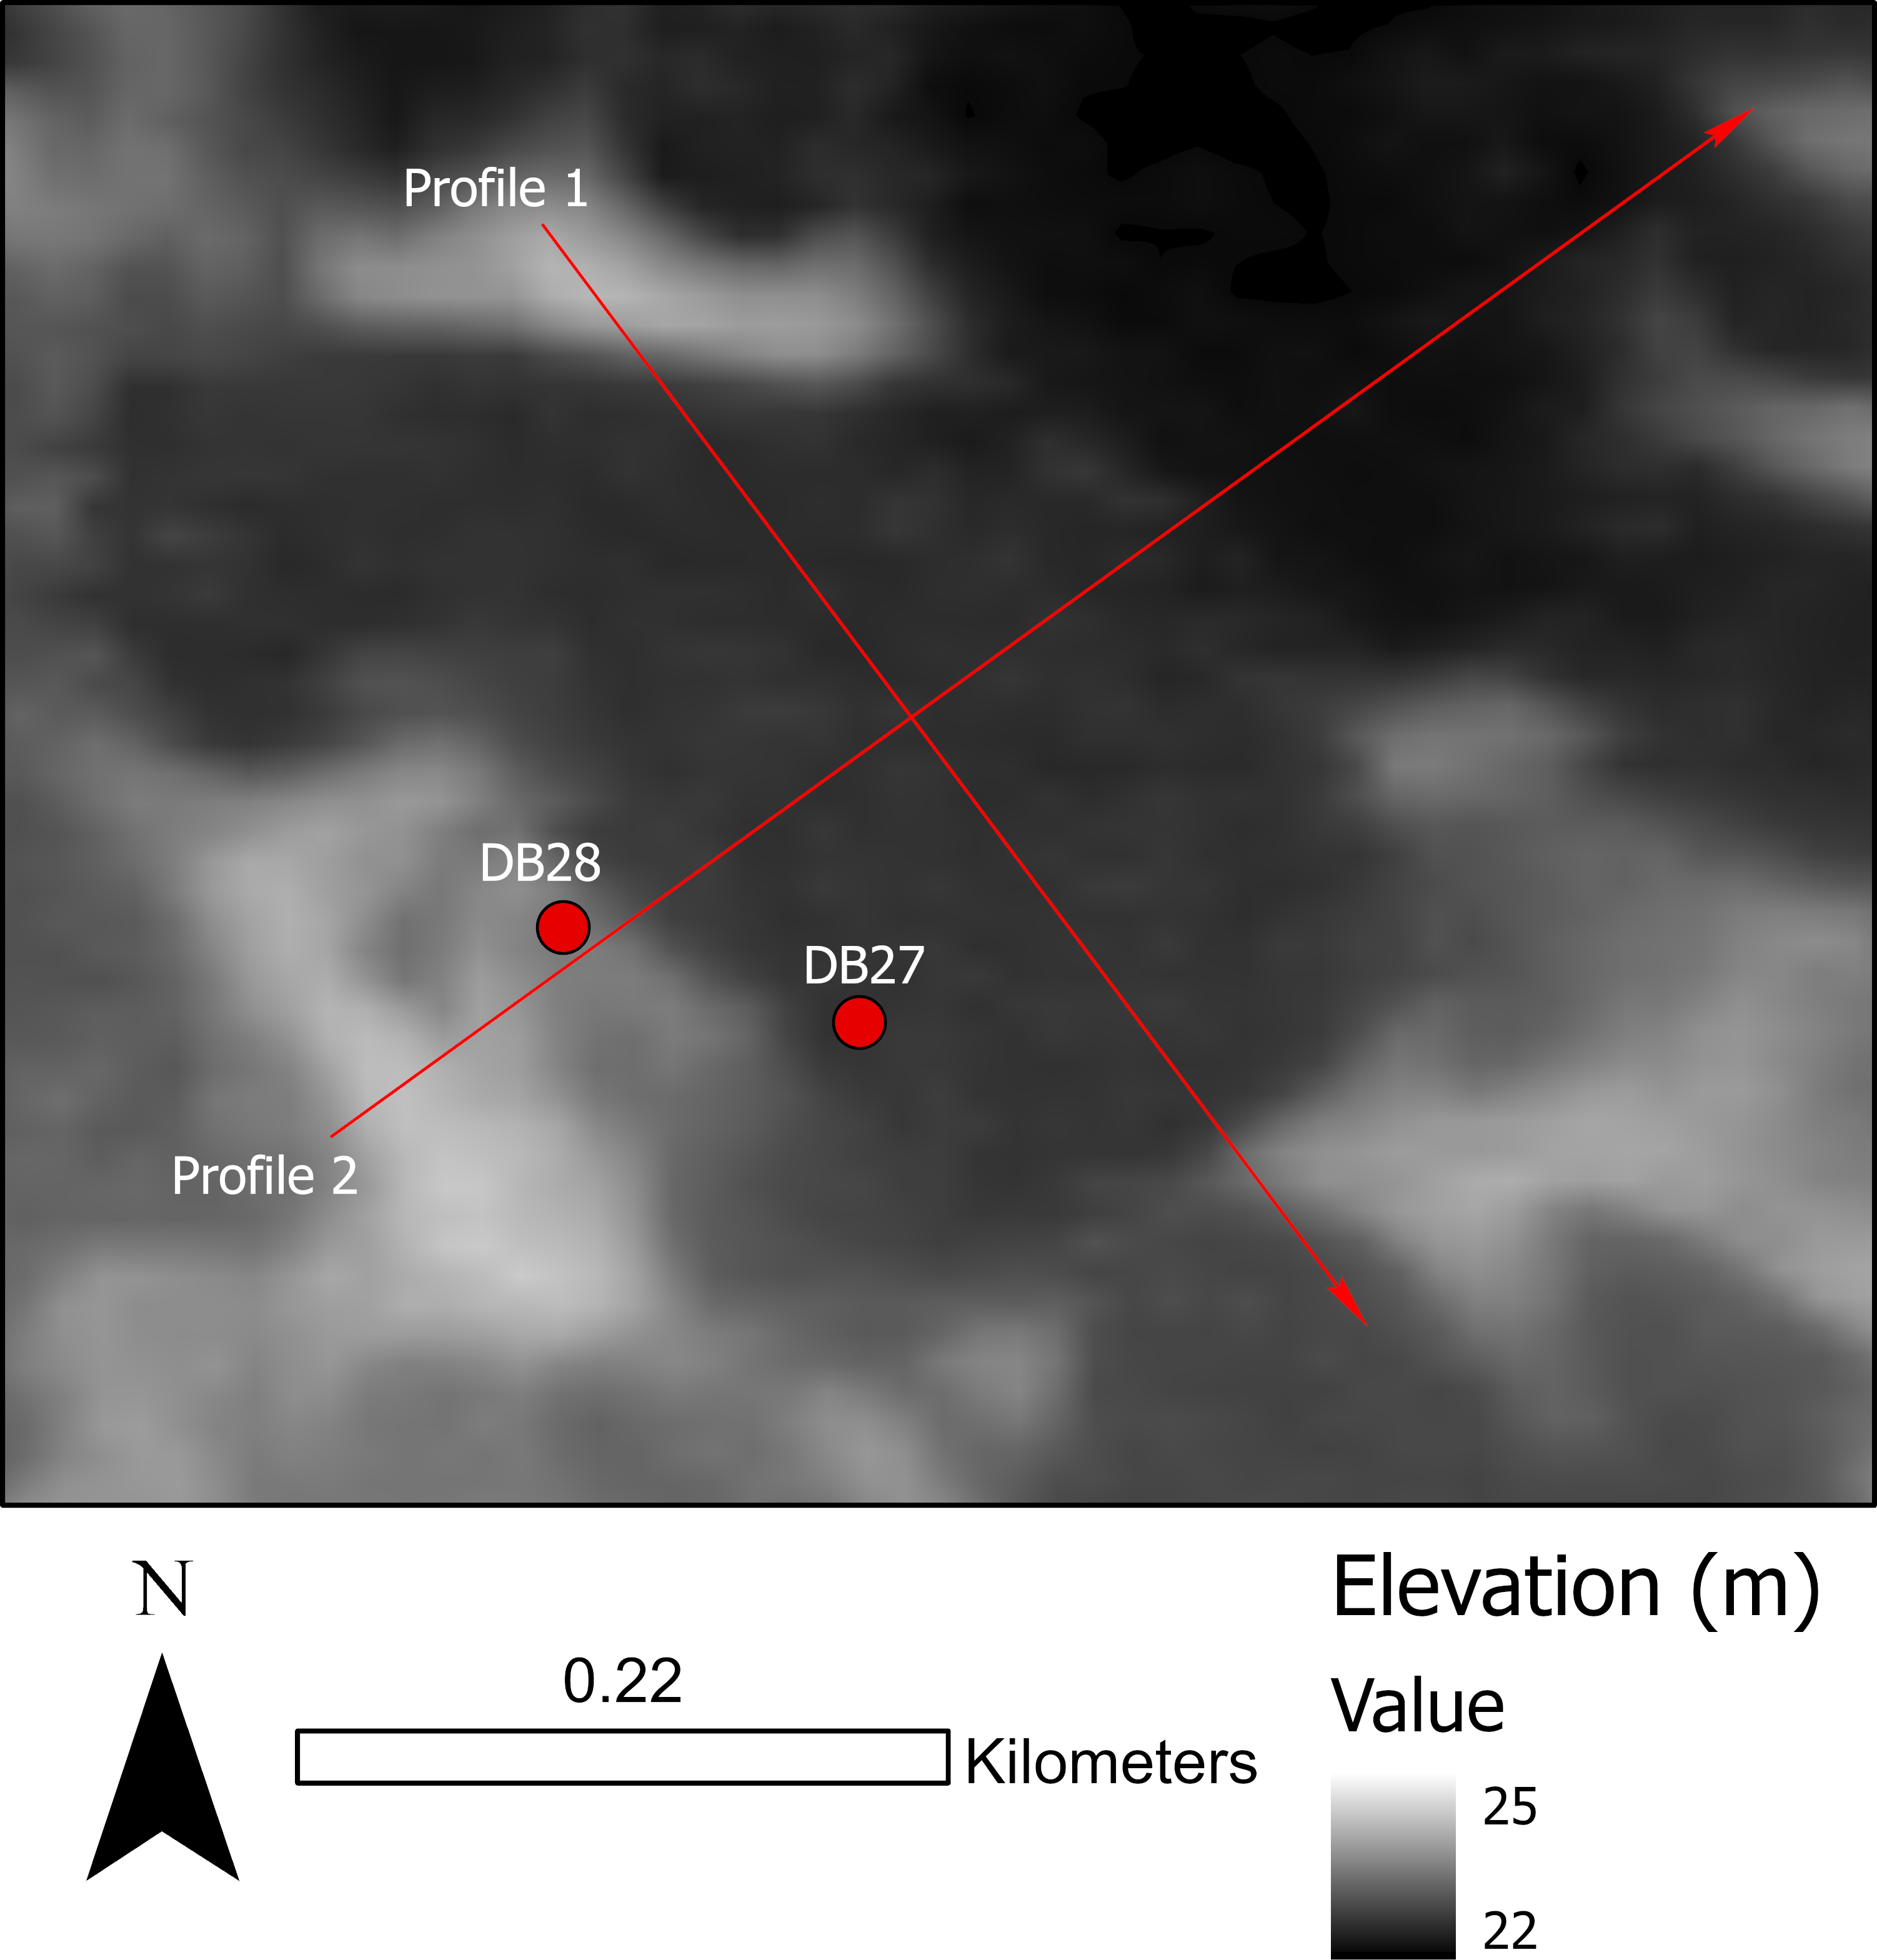 Profile 1
DB28
DB27
Profile 2
N
0.22
Kilometers
Elevation (m)
Value
25
22